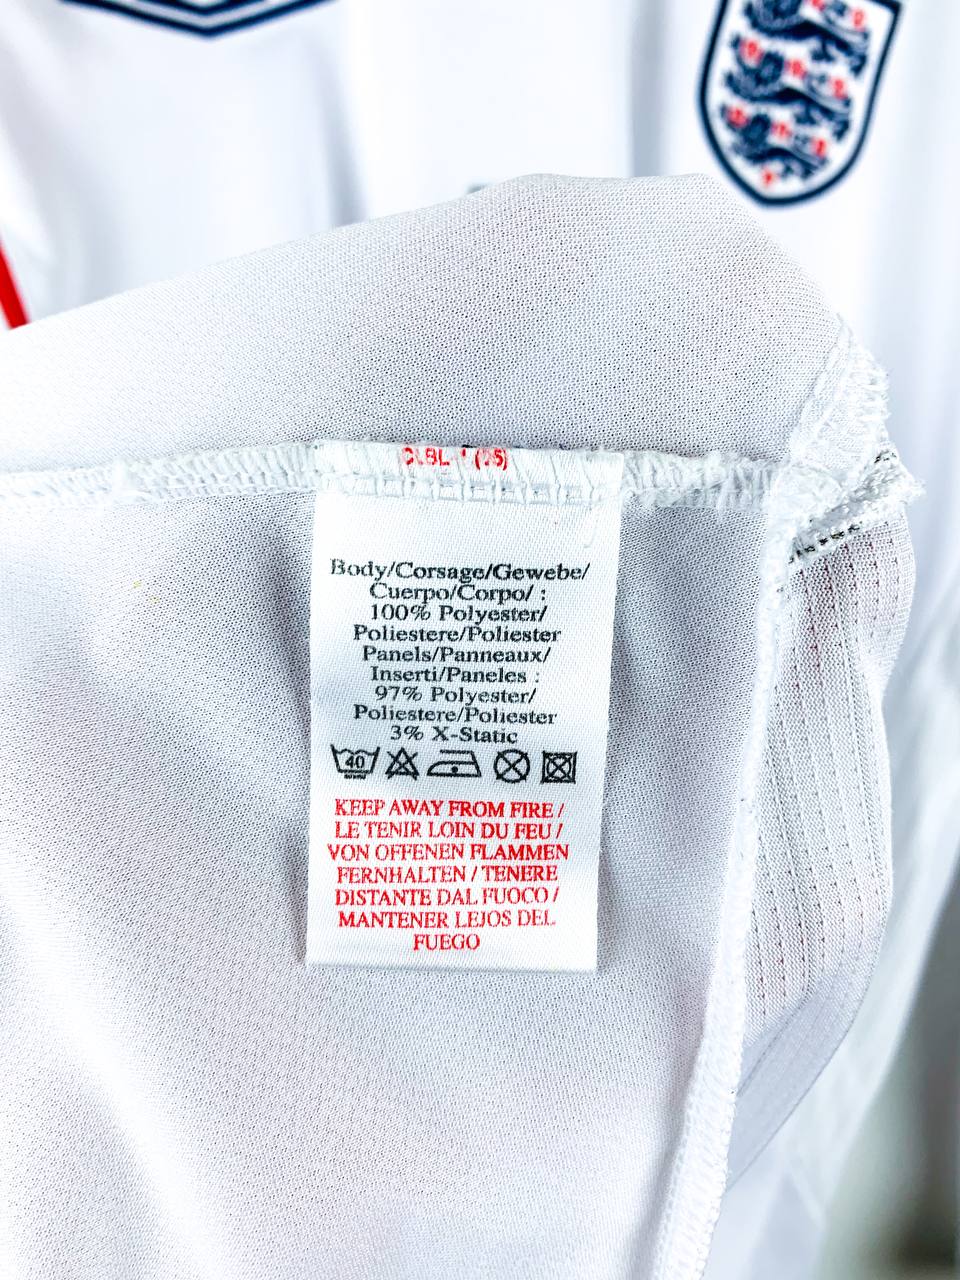 Body/Corsage/Gewebe/
Cuerpo/Corpo/ :
100% Polyester/
Poliestere/Poliester
Panels/Panneaux/
Inserti/Paneles :
97% Polyester/
Poliestere/Poliester
3% X-Static
40
KEEP AWAY FROM FIRE /
LE TENIR LOIN DU FEU /
VON OFFENEN FLAMMEN
FERNHALTEN / TENERE
DISTANTE DAL FUOCO /
MANTENER LEJOS DEL
FUEGO